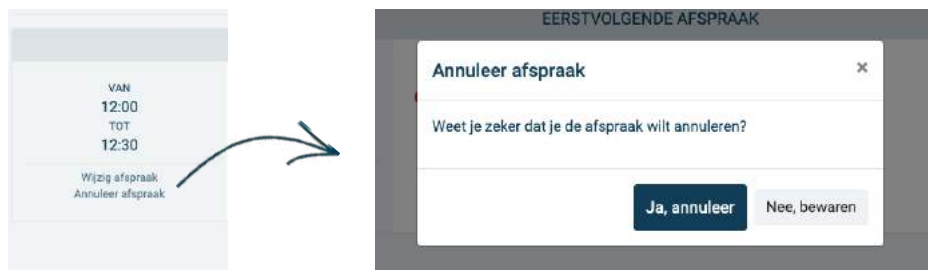 VAN
12:00
TOT
12:30
Wijzig afspraak
Annuleer afspraak
EERSTVOLGENDE AFSPRAAK
Annuleer afspraak ×
Weet je zeker dat je de afspraak wilt annuleren?
Ja, annuleer Nee, bewaren